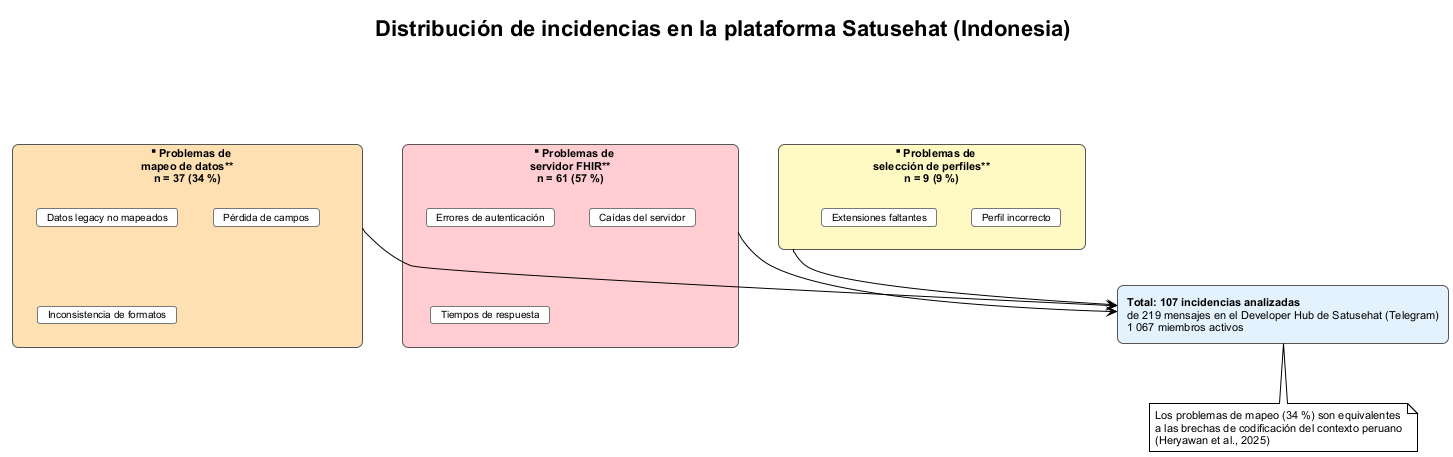 Distribución de incidencias en la plataforma Satusehat (Indonesia)
▪ Problemas de
mapeo de datos**
n = 37 (34 %)
Datos legacy no mapeados
Pérdida de campos
Inconsistencia de formatos
▪ Problemas de
servidor FHIR**
n = 61 (57 %)
Errores de autenticación
Caídas del servidor
Tiempos de respuesta
▪ Problemas de
selección de perfiles**
n = 9 (9 %)
Extensiones faltantes
Perfil incorrecto
Total: 107 incidencias analizadas
de 219 mensajes en el Developer Hub de Satusehat (Telegram)
1 067 miembros activos
Los problemas de mapeo (34 %) son equivalentes
a las brechas de codificación del contexto peruano
(Heryawan et al., 2025)